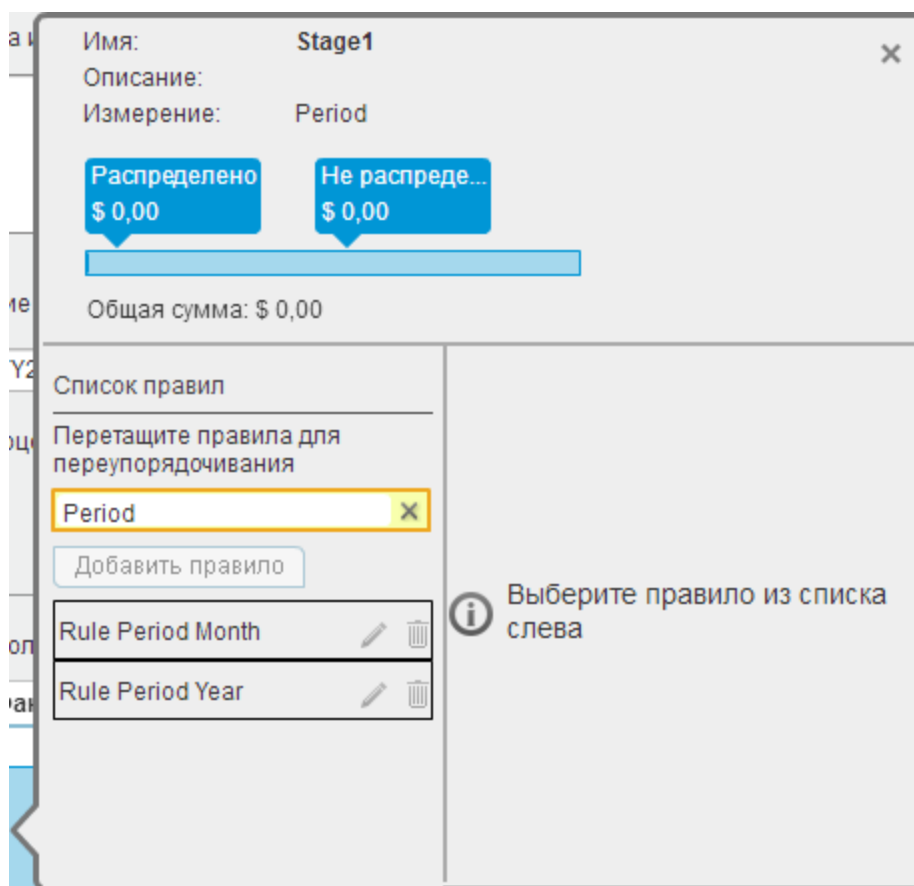 Имя: Stage1
Описание:
Измерение: Period
Распределено
$ 0,00
Не распреде...
$ 0,00
Общая сумма: $ 0,00
Список правил
Перетащите правила для
переупорядочивания
Period
Добавить правило
Rule Period Month
Rule Period Year
Выберите правило из списка
слева